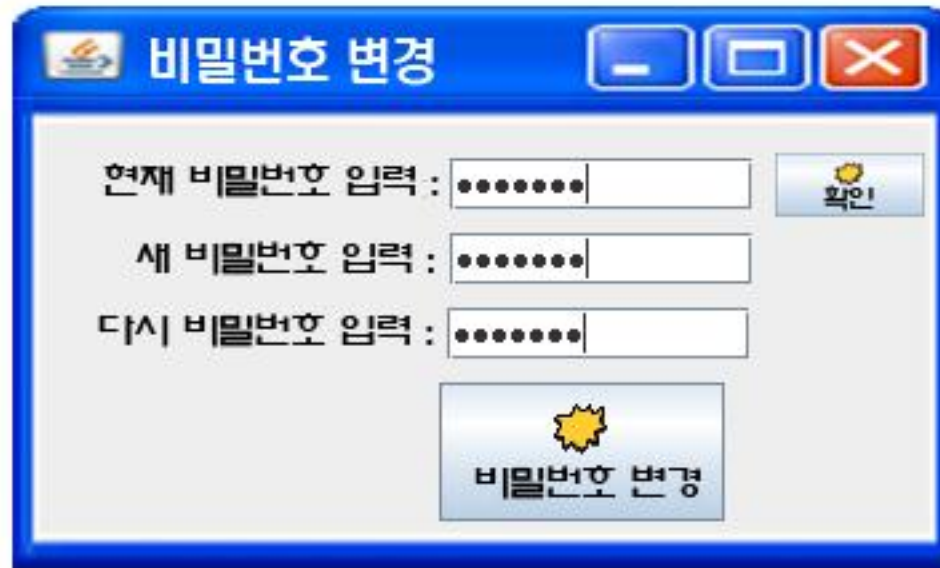 비밀번호 변경
현재 비밀번호 입력 : •••••••
확인
새 비밀번호 입력 : •••••••
다시 비밀번호 입력 : •••••••
비밀번호 변경